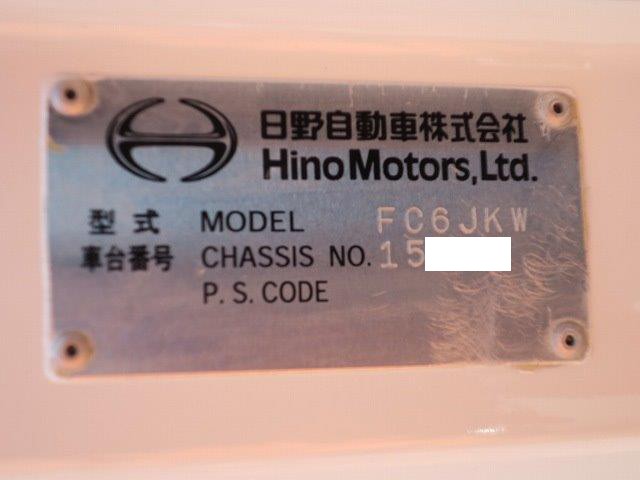 日野自動車株式会社
Hino Motors, Ltd.
型式 MODEL FC6JKW
車台番号 CHASSIS NO. 15
P. S. CODE